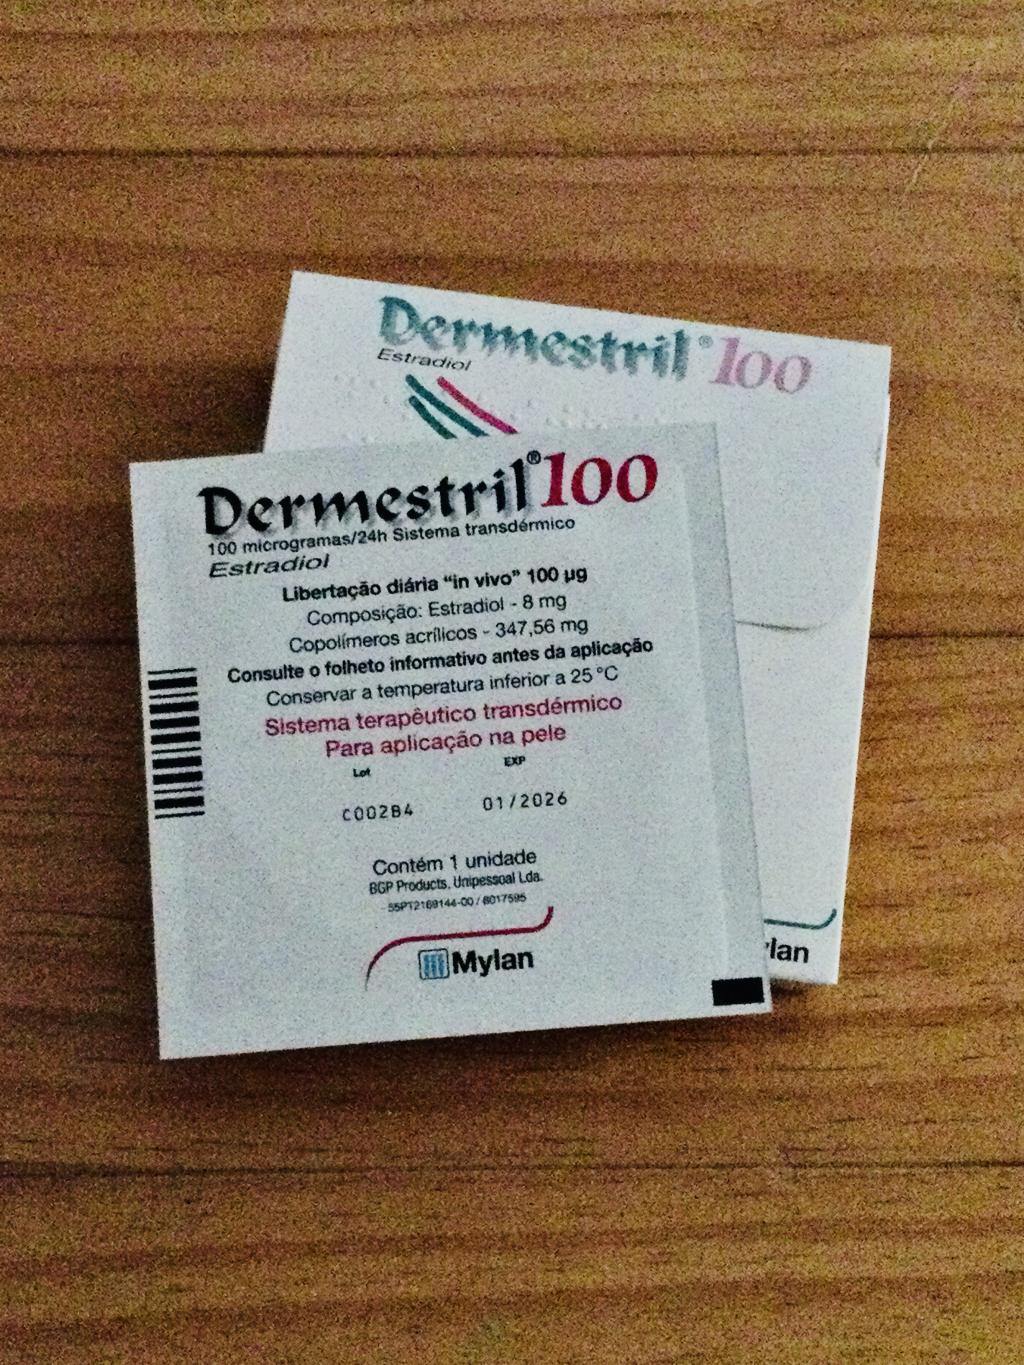 Dermestril® 100
Estradiol
Dermestril® 100
100 microgramas/24h Sistema transdérmico
Estradiol
Libertação diária “in vivo” 100 µg
Composição: Estradiol - 8 mg
Copolímeros acrílicos - 347,56 mg
Consulte o folheto informativo antes da aplicação
Conservar a temperatura inferior a 25 °C
Sistema terapêutico transdérmico
Para aplicação na pele
Lot EXP
C002B4 01/2026
Contém 1 unidade
BGP Products, Unipessoal Lda.
55PT2169144-00 / 8017595
Mylan
ylan